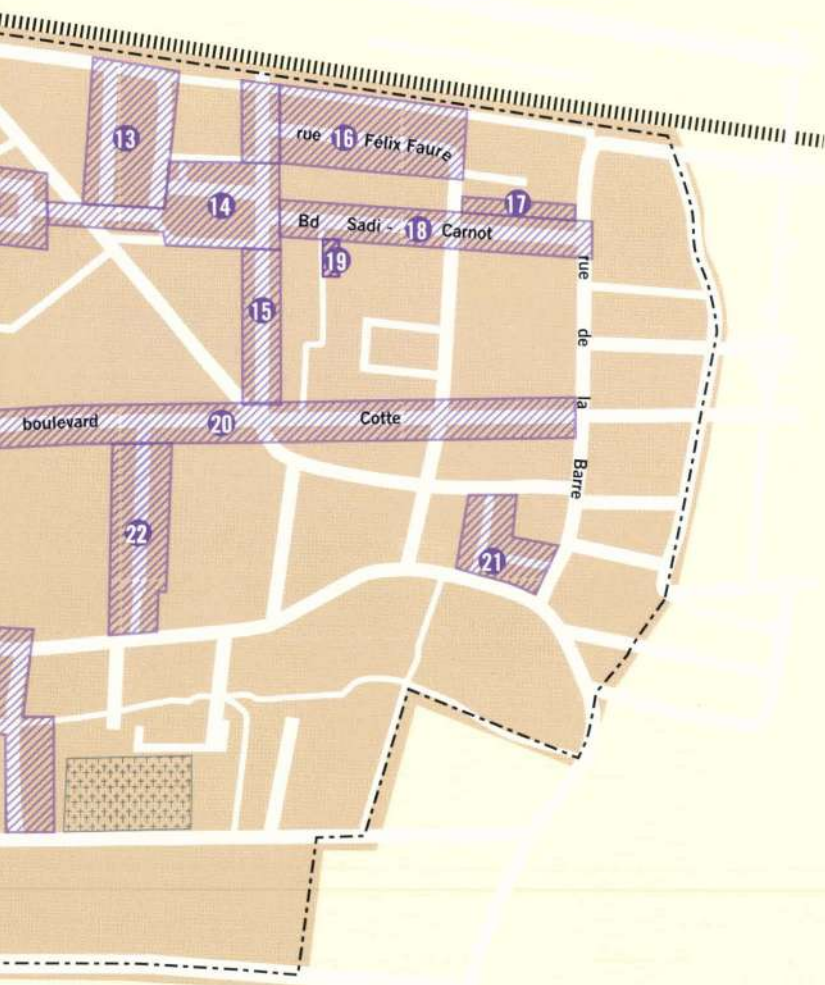 13
rue 16 Félix Faure
14
17
Bd Sadi - 18 Carnot
19
15
rue de la Barre
boulevard 20 Cotte
22
21